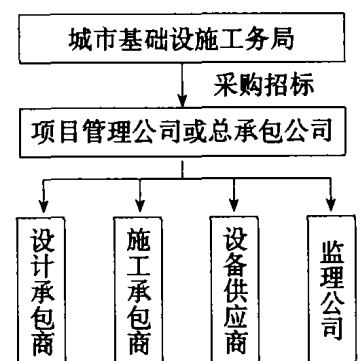 城市基础设施工务局
采购招标
项目管理公司或总承包公司
设计承包商
施工承包商
设备供应商
监理公司